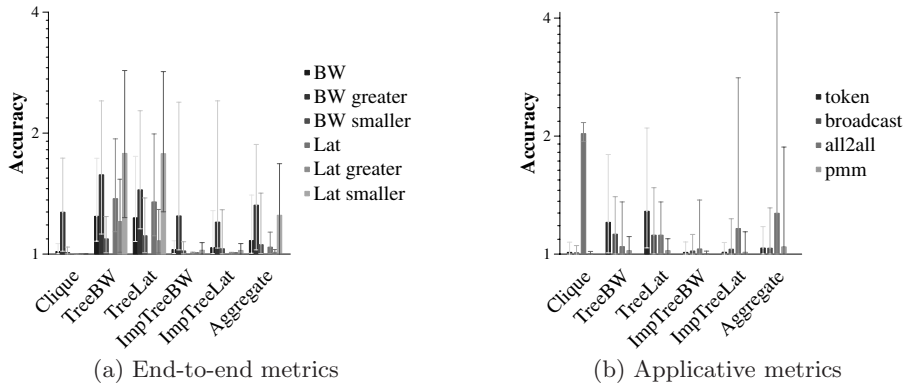 4
2
1
Accuracy
Clique
TreeBW
TreeLat
ImpTreeBW
ImpTreeLat
Aggregate
BW
BW greater
BW smaller
Lat
Lat greater
Lat smaller
(a) End-to-end metrics
4
2
1
Accuracy
Clique
TreeBW
TreeLat
ImpTreeBW
ImpTreeLat
Aggregate
token
broadcast
all2all
pmm
(b) Applicative metrics